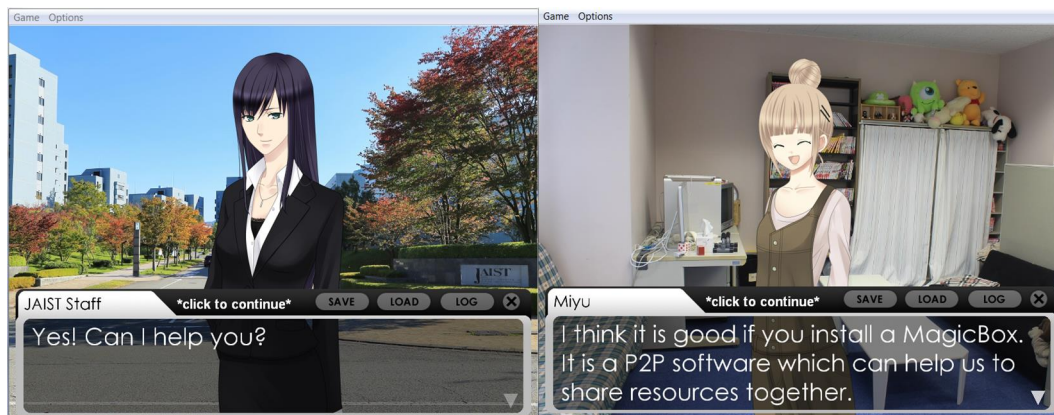 Game Options
JAIST
JAIST Staff
*click to continue*
SAVE
LOAD
LOG
Yes! Can I help you?
Game Options
Miyu
*click to continue*
SAVE
LOAD
LOG
I think it is good if you install a MagicBox.
It is a P2P software which can help us to
share resources together.